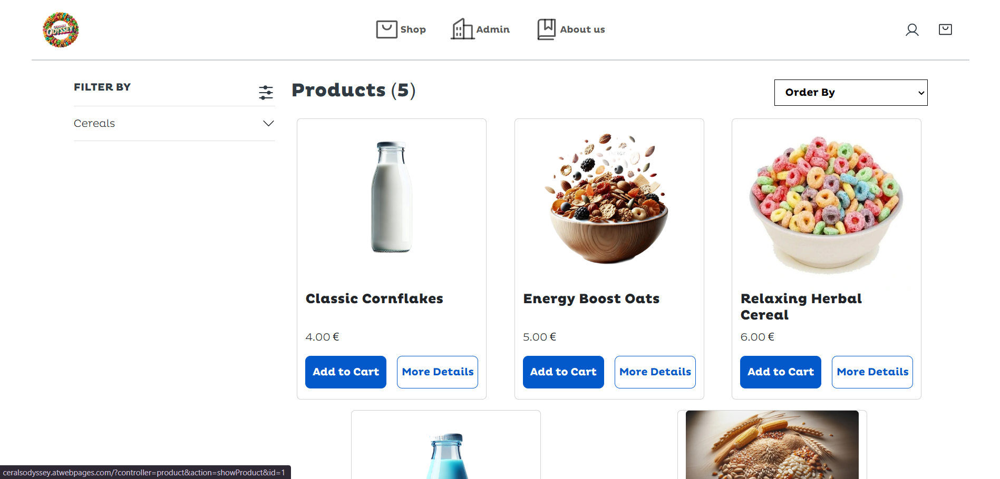 ODYSSEY
Shop
Admin
About us
FILTER BY
Cereals
Products (5)
Order By
ENERGY
Classic Cornflakes
4.00 €
Add to Cart
More Details
Energy Boost Oats
5.00 €
Add to Cart
More Details
Relaxing Herbal
Cereal
6.00 €
Add to Cart
More Details
ceralsodyssey.atwebpages.com/?controller=product&action=showProduct&id=1